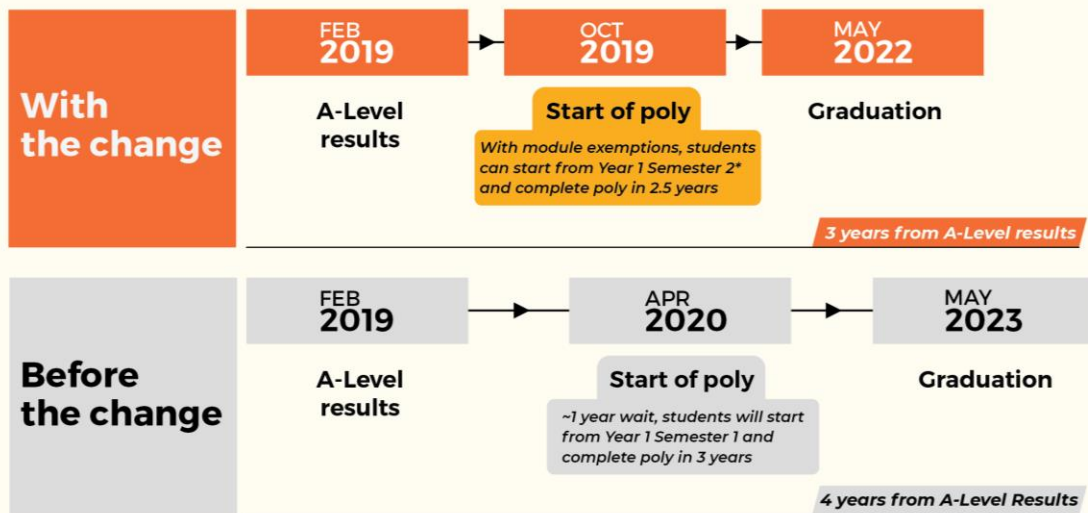 With
the change
FEB
2019
OCT
2019
MAY
2022
A-Level
results
Start of poly
With module exemptions, students
can start from Year 1 Semester 2*
and complete poly in 2.5 years
Graduation
3 years from A-Level results
Before
the change
FEB
2019
APR
2020
MAY
2023
A-Level
results
Start of poly
~1 year wait, students will start
from Year 1 Semester 1 and
complete poly in 3 years
Graduation
4 years from A-Level Results